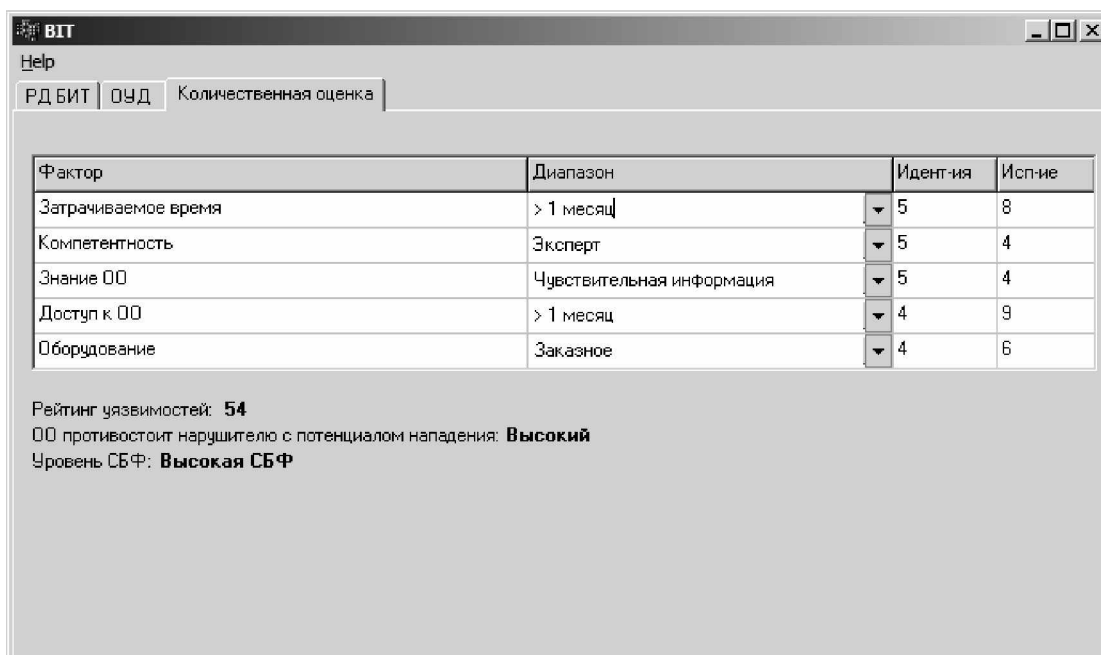 BIT
Help
РД БИТ ОУД Количественная оценка
Фактор Диапазон Идент-ия Исп-ие
Затрачиваемое время > 1 месяц 5 8
Компетентность Эксперт 5 4
Знание ОО Чувствительная информация 5 4
Доступ к ОО > 1 месяц 4 9
Оборудование Заказное 4 6
Рейтинг уязвимостей: 54
ОО противостоит нарушителю с потенциалом нападения: Высокий
Уровень СБФ: Высокая СБФ